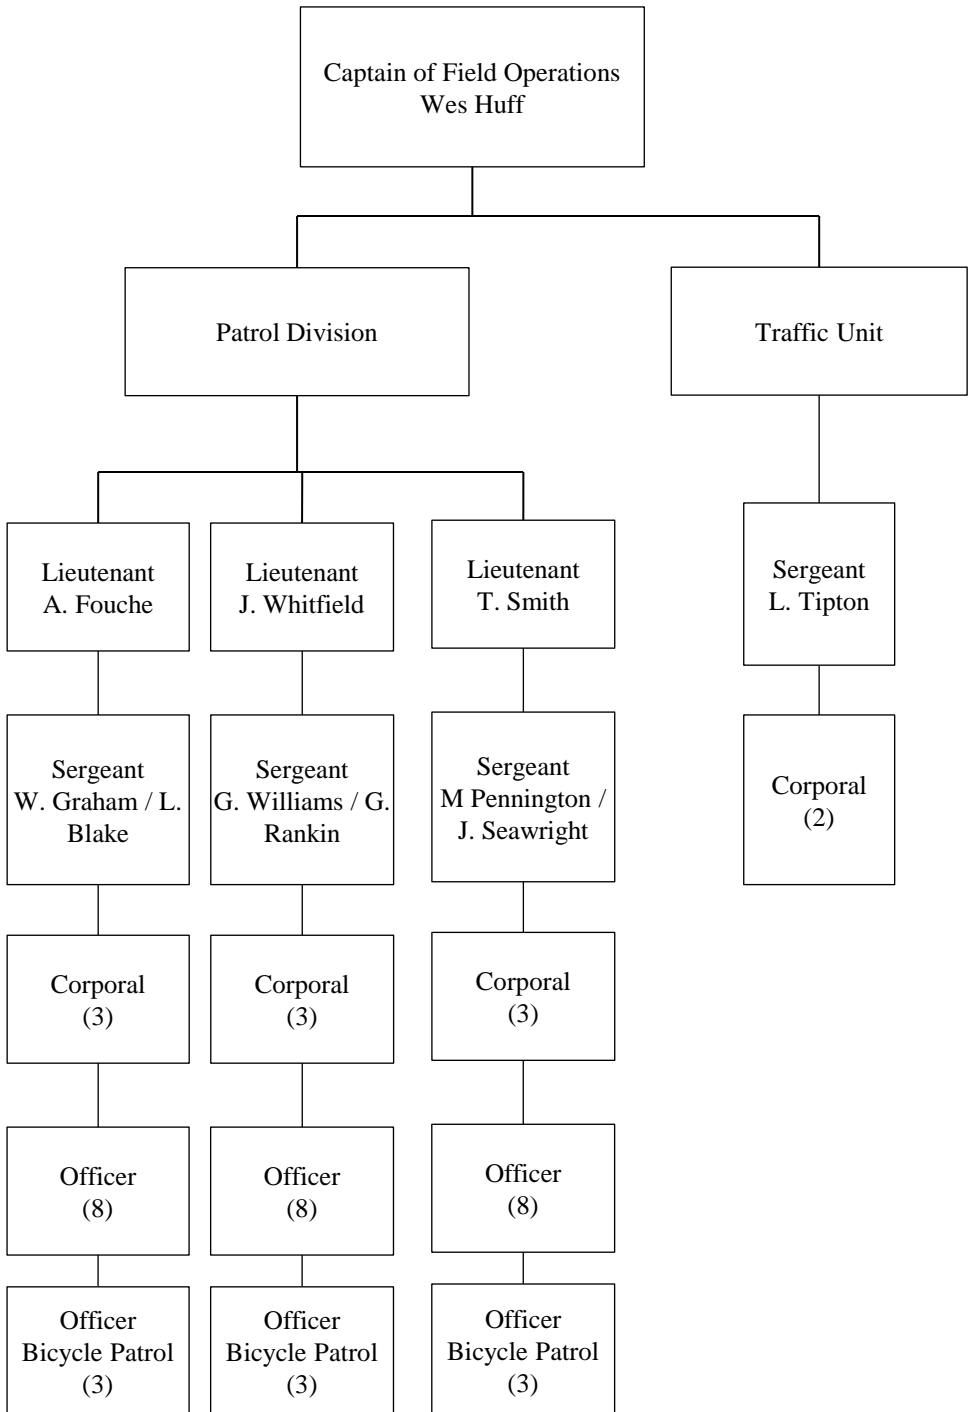 Captain of Field Operations
Wes Huff
Patrol Division
Traffic Unit
Lieutenant
A. Fouche
Lieutenant
J. Whitfield
Lieutenant
T. Smith
Sergeant
L. Tipton
Sergeant
W. Graham / L.
Blake
Sergeant
G. Williams / G.
Rankin
Sergeant
M Pennington /
J. Seawright
Corporal
(2)
Corporal
(3)
Corporal
(3)
Corporal
(3)
Officer
(8)
Officer
(8)
Officer
(8)
Officer
Bicycle Patrol
(3)
Officer
Bicycle Patrol
(3)
Officer
Bicycle Patrol
(3)